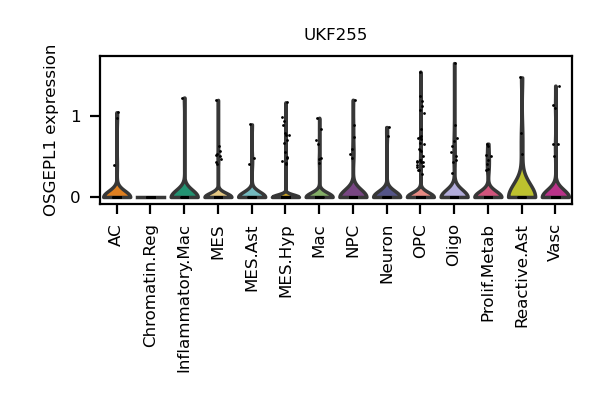 UKF255
OSGEPL1 expression
1
0
AC
Chromatin.Reg
Inflammatory.Mac
MES
MES.Ast
MES.Hyp
Mac
NPC
Neuron
OPC
Oligo
Prolif.Metab
Reactive.Ast
Vasc